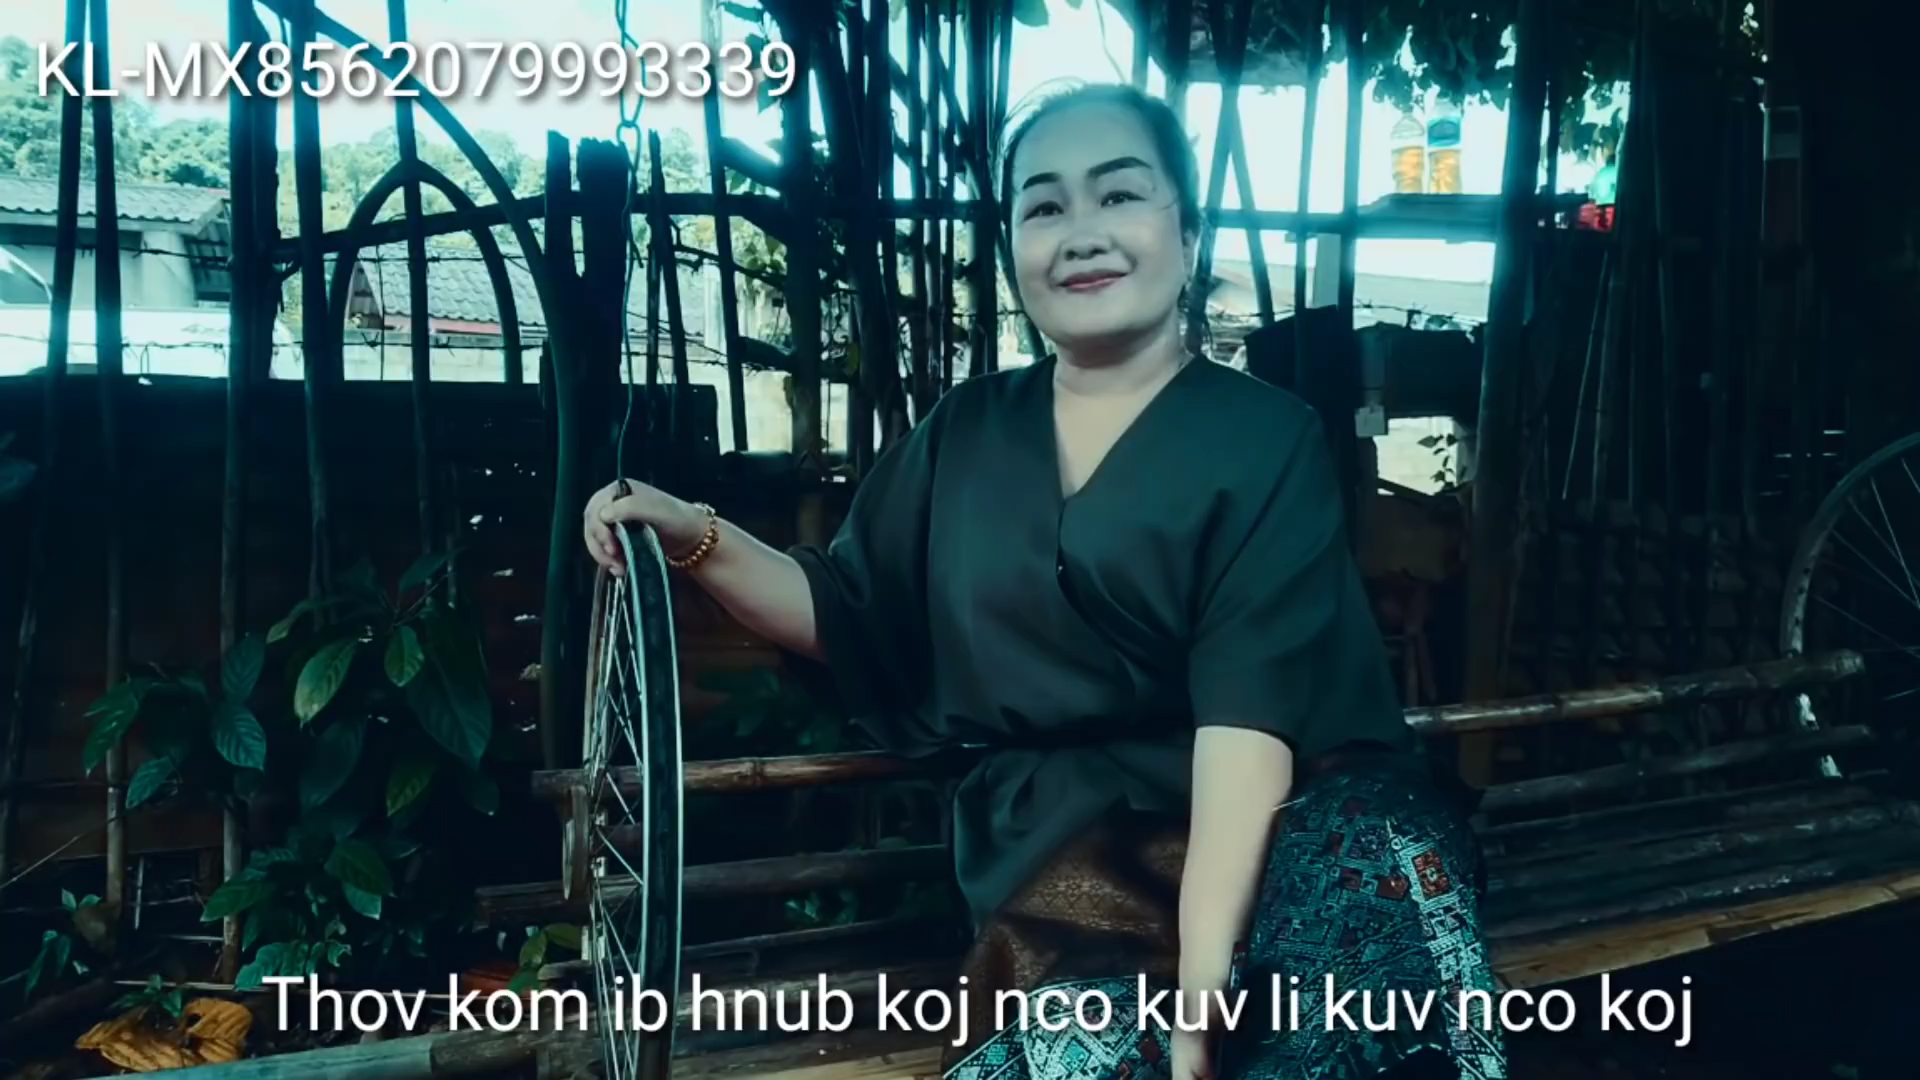 KL-MX8562079993339
Thov kom ib hnub koj nco kuv li kuv nco koj